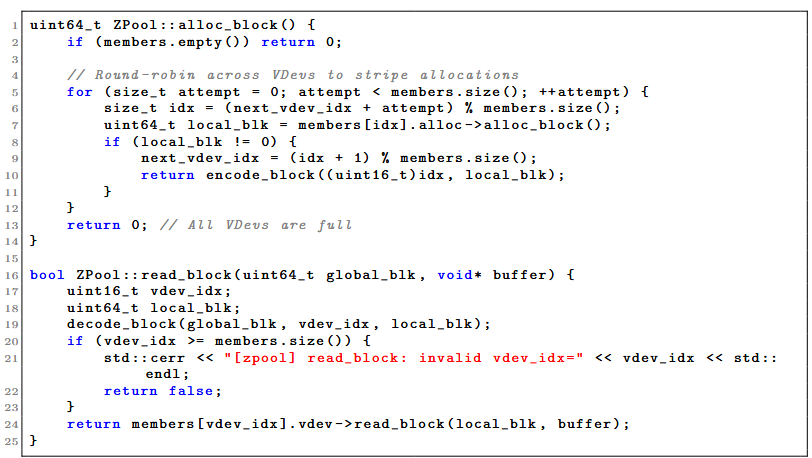 1 uint64_t ZPool::alloc_block() {
2     if (members.empty()) return 0;
3
4     // Round-robin across VDevs to stripe allocations
5     for (size_t attempt = 0; attempt < members.size(); ++attempt) {
6         size_t idx = (next_vdev_idx + attempt) % members.size();
7         uint64_t local_blk = members[idx].alloc->alloc_block();
8         if (local_blk != 0) {
9             next_vdev_idx = (idx + 1) % members.size();
10             return encode_block((uint16_t)idx, local_blk);
11         }
12     }
13     return 0; // All VDevs are full
14 }
15
16 bool ZPool::read_block(uint64_t global_blk, void* buffer) {
17     uint16_t vdev_idx;
18     uint64_t local_blk;
19     decode_block(global_blk, vdev_idx, local_blk);
20     if (vdev_idx >= members.size()) {
21         std::cerr << "[zpool] read_block: invalid vdev_idx=" << vdev_idx << std::
endl;
22         return false;
23     }
24     return members[vdev_idx].vdev->read_block(local_blk, buffer);
25 }